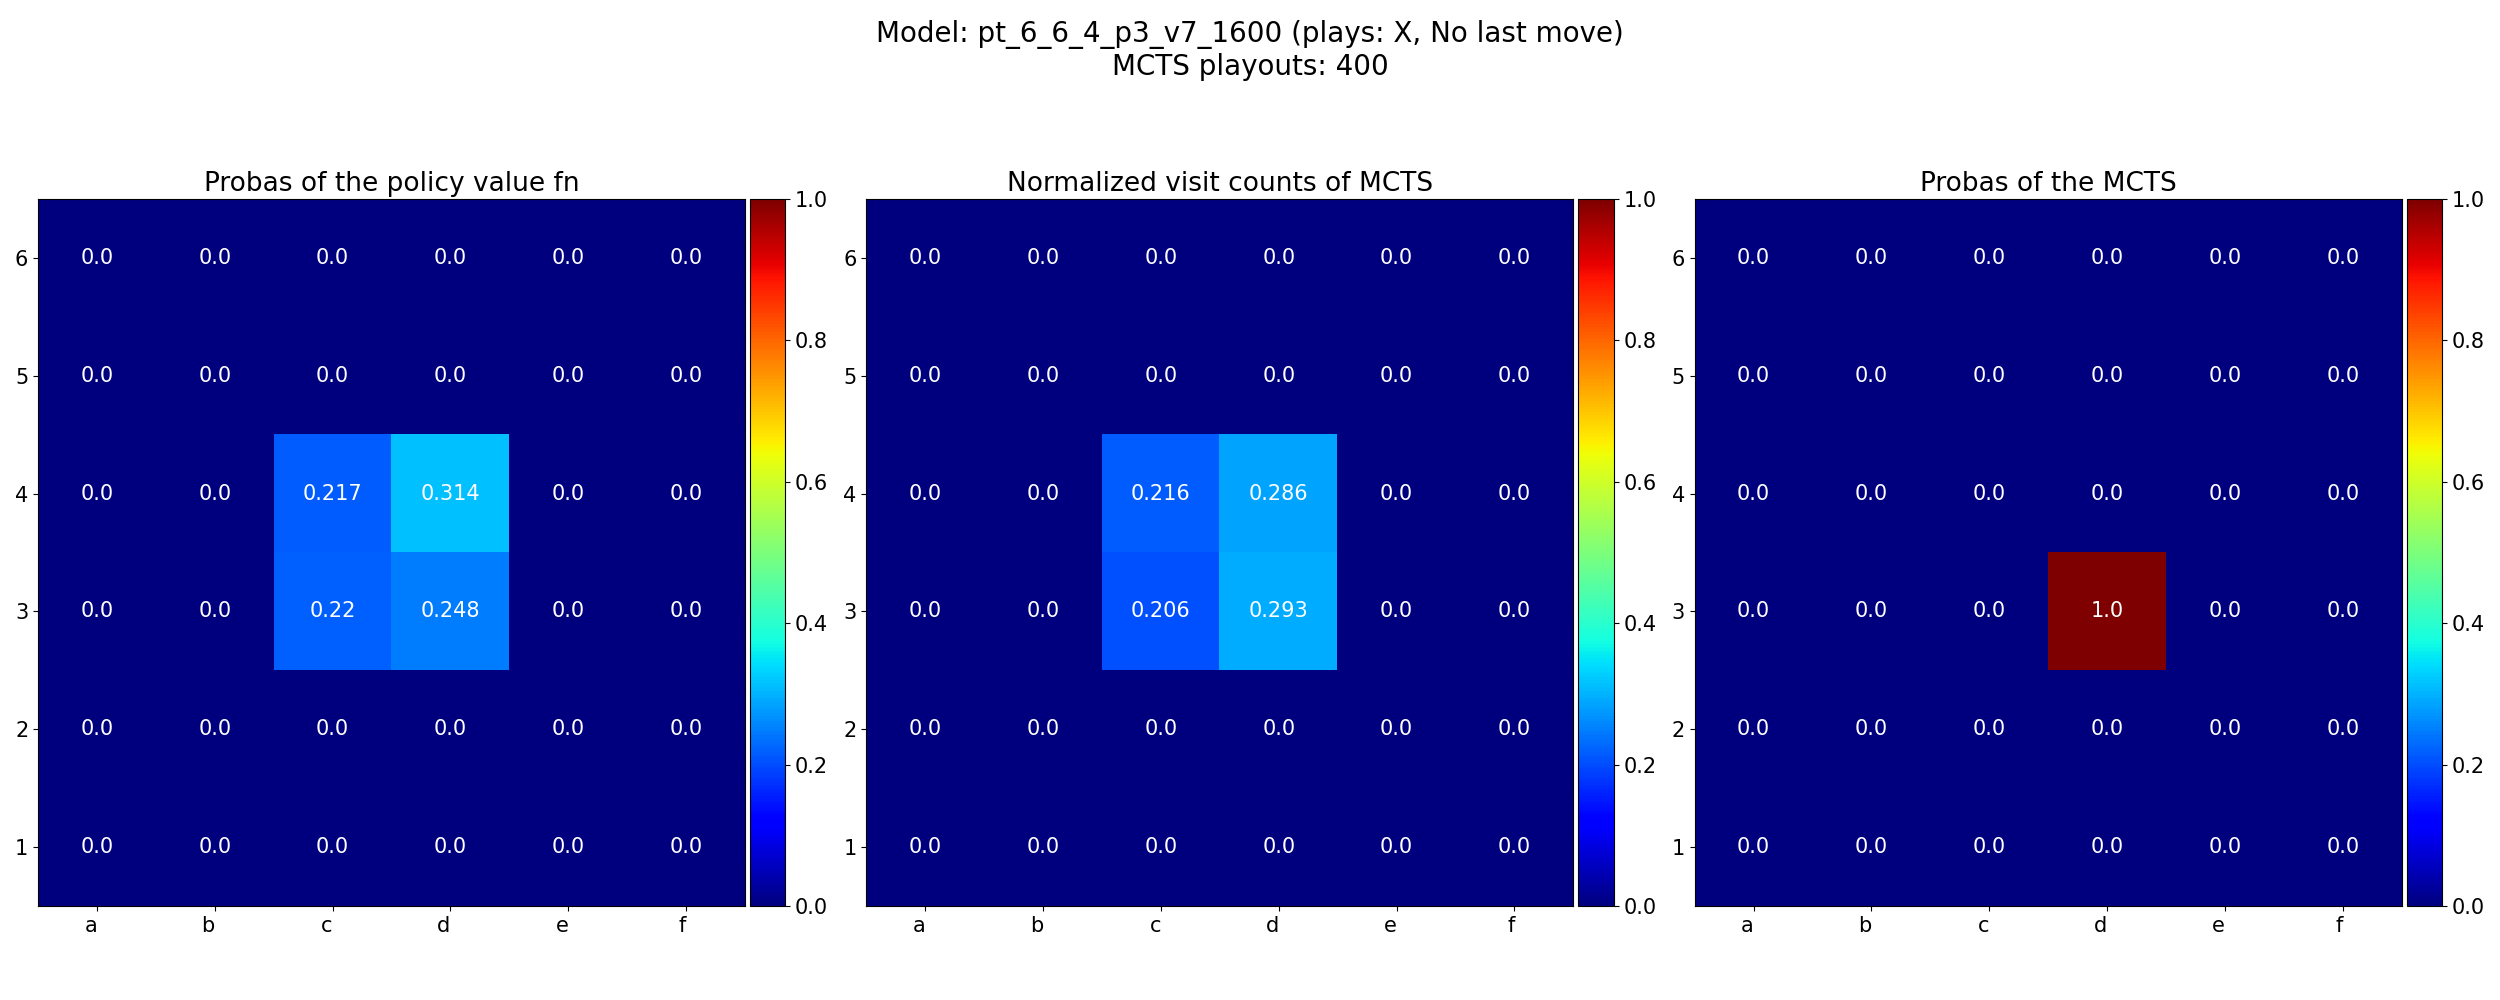 Model: pt_6_6_4_p3_v7_1600 (plays: X, No last move)
MCTS playouts: 400
Probas of the policy value fn
6 0.0 0.0 0.0 0.0 0.0 0.0
5 0.0 0.0 0.0 0.0 0.0 0.0
4 0.0 0.0 0.217 0.314 0.0 0.0
3 0.0 0.0 0.22 0.248 0.0 0.0
2 0.0 0.0 0.0 0.0 0.0 0.0
1 0.0 0.0 0.0 0.0 0.0 0.0
a b c d e f
1.0
0.8
0.6
0.4
0.2
0.0
Normalized visit counts of MCTS
6 0.0 0.0 0.0 0.0 0.0 0.0
5 0.0 0.0 0.0 0.0 0.0 0.0
4 0.0 0.0 0.216 0.286 0.0 0.0
3 0.0 0.0 0.206 0.293 0.0 0.0
2 0.0 0.0 0.0 0.0 0.0 0.0
1 0.0 0.0 0.0 0.0 0.0 0.0
a b c d e f
1.0
0.8
0.6
0.4
0.2
0.0
Probas of the MCTS
6 0.0 0.0 0.0 0.0 0.0 0.0
5 0.0 0.0 0.0 0.0 0.0 0.0
4 0.0 0.0 0.0 0.0 0.0 0.0
3 0.0 0.0 0.0 1.0 0.0 0.0
2 0.0 0.0 0.0 0.0 0.0 0.0
1 0.0 0.0 0.0 0.0 0.0 0.0
a b c d e f
1.0
0.8
0.6
0.4
0.2
0.0